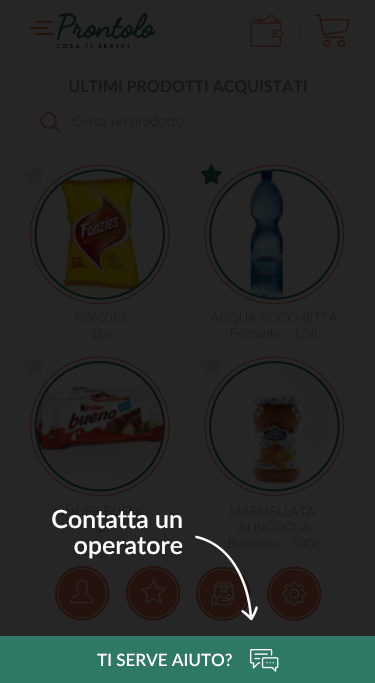 Prontolo
COSA TI SERVE?
ULTIMI PRODOTTI ACQUISTATI
Cerca un prodotto
Fonzies
FONZIES
1pz
ACQUA ROCCHETTA
Frizzante - 1.5lt
bueno
MARMELLATA
ALBICOCCA
Barattolo - 500g
Contatta un
operatore
TI SERVE AIUTO?